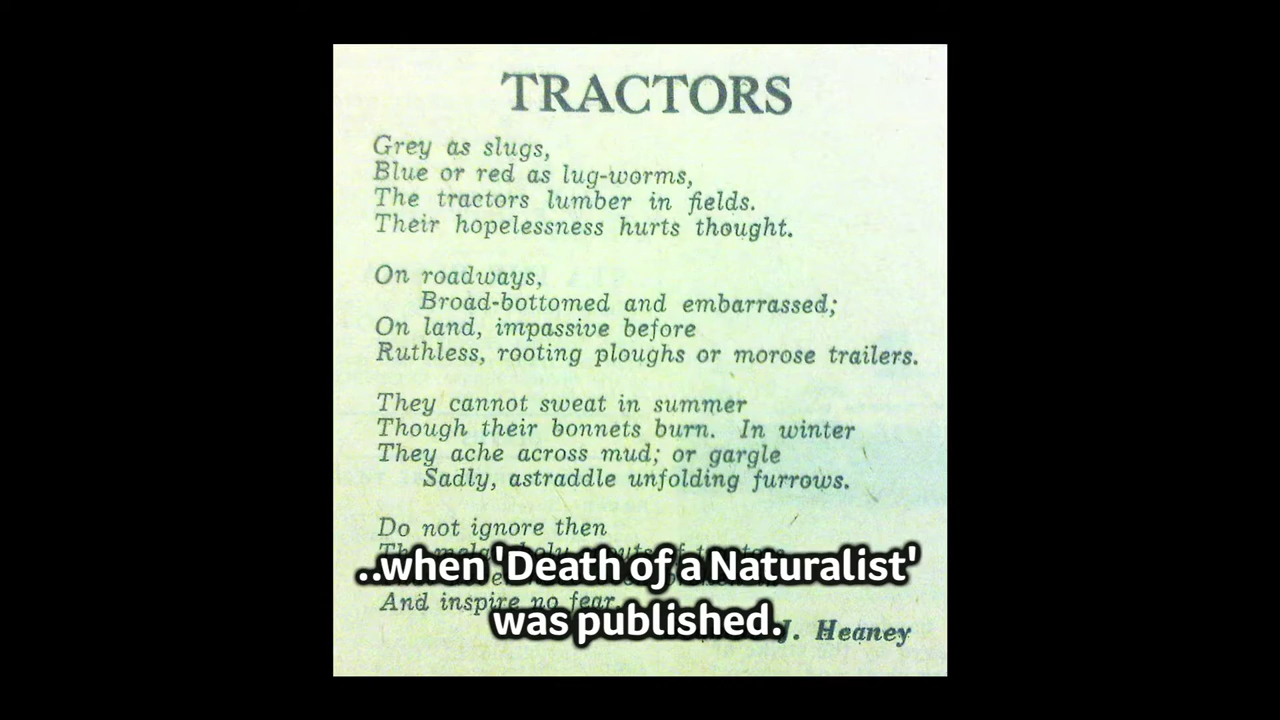 TRACTORS
Grey as slugs,
Blue or red as lug-worms,
The tractors lumber in fields.
Their hopelessness hurts thought.
On roadways,
Broad-bottomed and embarrassed;
On land, impassive before
Ruthless, rooting ploughs or morose trailers.
They cannot sweat in summer
Though their bonnets burn. In winter
They ache across mud; or gargle
Sadly, astraddle unfolding furrows.
Do not ignore then
And inspire no fear.
J. Heaney
..when 'Death of a Naturalist'
was published.